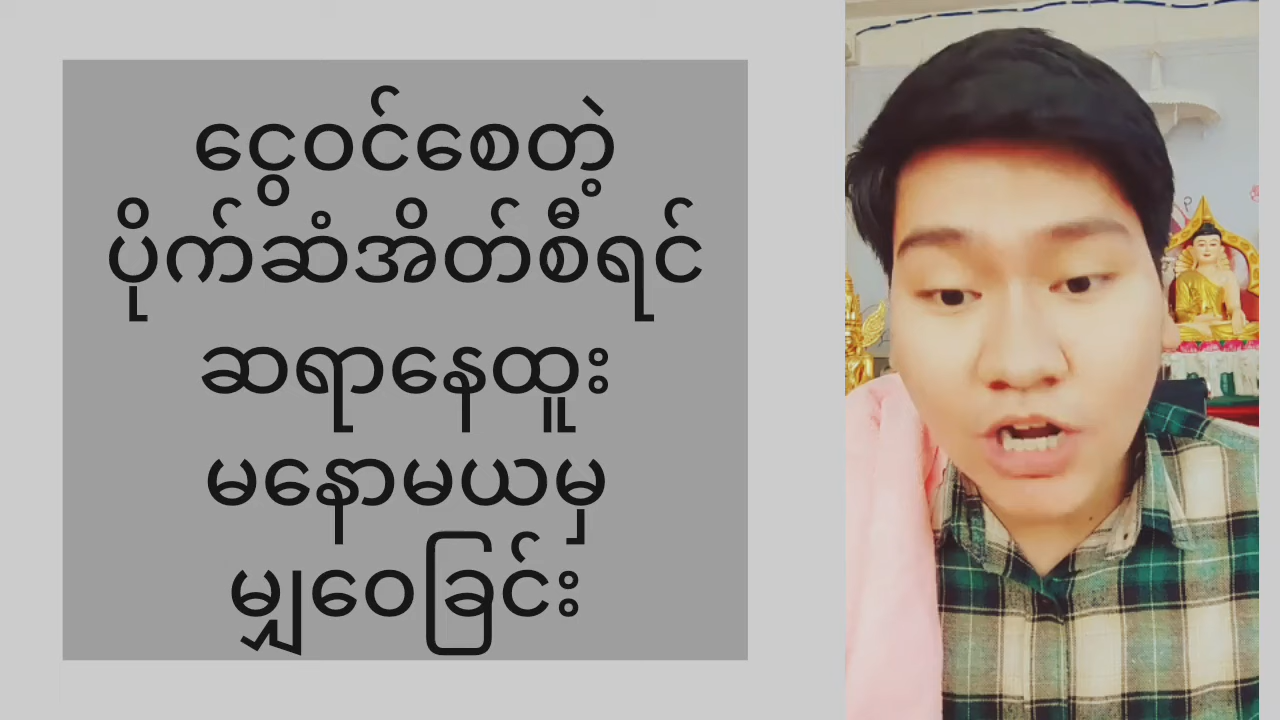 ငွေဝင်စေတဲ့
ပိုက်ဆံအိတ်စီရင်
ဆရာနေထူး
မနောမယမှ
မျှဝေခြင်း